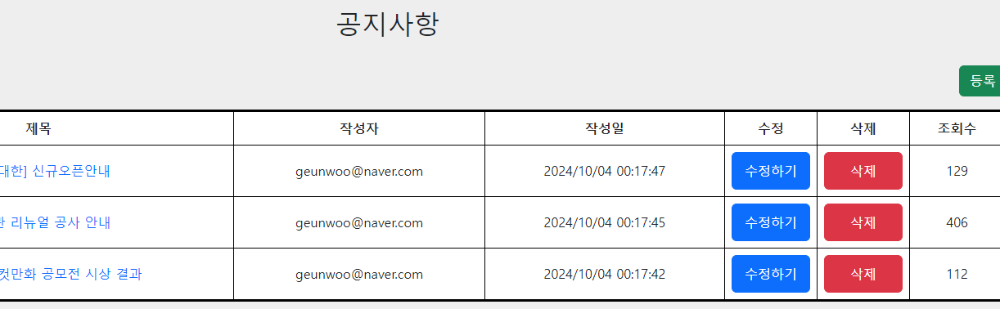 공지사항
등록
제목 작성자 작성일 수정 삭제 조회수
대한] 신규오픈안내 geunwoo@naver.com 2024/10/04 00:17:47 수정하기 삭제 129
리뉴얼 공사 안내 geunwoo@naver.com 2024/10/04 00:17:45 수정하기 삭제 406
컷만화 공모전 시상 결과 geunwoo@naver.com 2024/10/04 00:17:42 수정하기 삭제 112